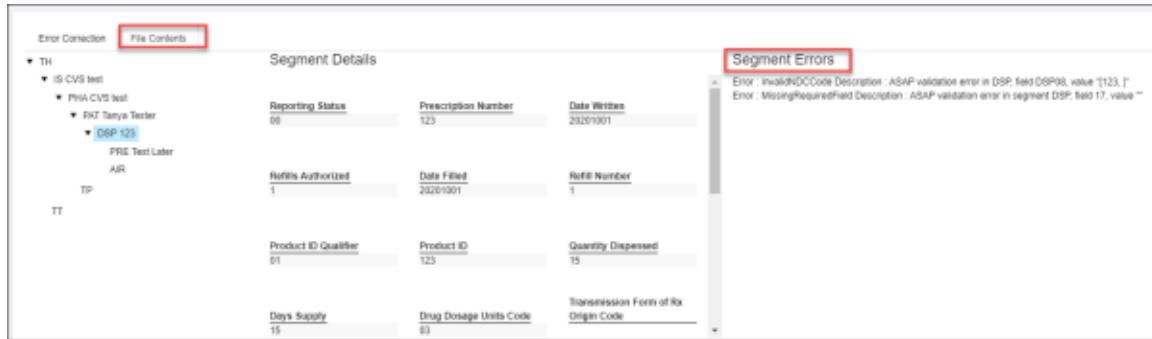 Error Correction File Contents
TH
IS CVS test
PHA CVS test
PAT Tanya Tester
DSP 123
PRE Test Later
AIR
TP
TT
Segment Details
Reporting Status Prescription Number Date Written
00 123 20201001
Refills Authorized Date Filled Refill Number
1 20201001 1
Product ID Qualifier Product ID Quantity Dispensed
01 123 15
Days Supply Drug Dosage Units Code Transmission Form of Rx
Origin Code
15 03
Segment Errors
Error : InvalidNDCCode Description : ASAP validation error in DSP, field DSP08, value "[123, ]"
Error : MissingRequiredField Description : ASAP validation error in segment DSP, field 17, value ""